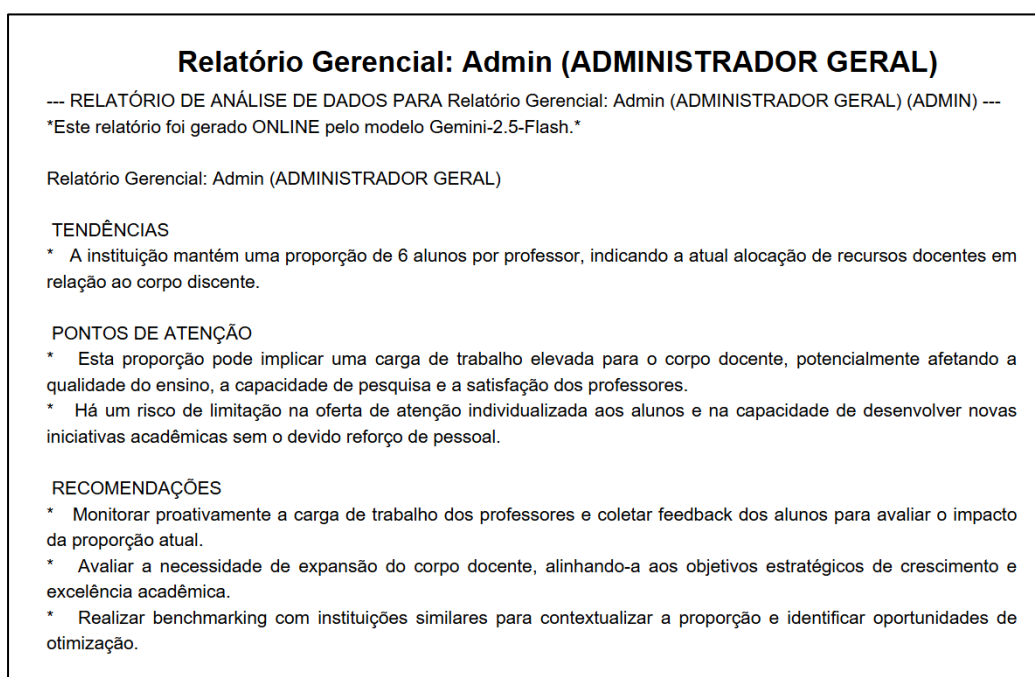 Relatório Gerencial: Admin (ADMINISTRADOR GERAL)
--- RELATÓRIO DE ANÁLISE DE DADOS PARA Relatório Gerencial: Admin (ADMINISTRADOR GERAL) (ADMIN) ---
*Este relatório foi gerado ONLINE pelo modelo Gemini-2.5-Flash.*
Relatório Gerencial: Admin (ADMINISTRADOR GERAL)
TENDÊNCIAS
* A instituição mantém uma proporção de 6 alunos por professor, indicando a atual alocação de recursos docentes em
relação ao corpo discente.
PONTOS DE ATENÇÃO
* Esta proporção pode implicar uma carga de trabalho elevada para o corpo docente, potencialmente afetando a
qualidade do ensino, a capacidade de pesquisa e a satisfação dos professores.
* Há um risco de limitação na oferta de atenção individualizada aos alunos e na capacidade de desenvolver novas
iniciativas acadêmicas sem o devido reforço de pessoal.
RECOMENDAÇÕES
* Monitorar proativamente a carga de trabalho dos professores e coletar feedback dos alunos para avaliar o impacto
da proporção atual.
* Avaliar a necessidade de expansão do corpo docente, alinhando-a aos objetivos estratégicos de crescimento e
excelência acadêmica.
* Realizar benchmarking com instituições similares para contextualizar a proporção e identificar oportunidades de
otimização.